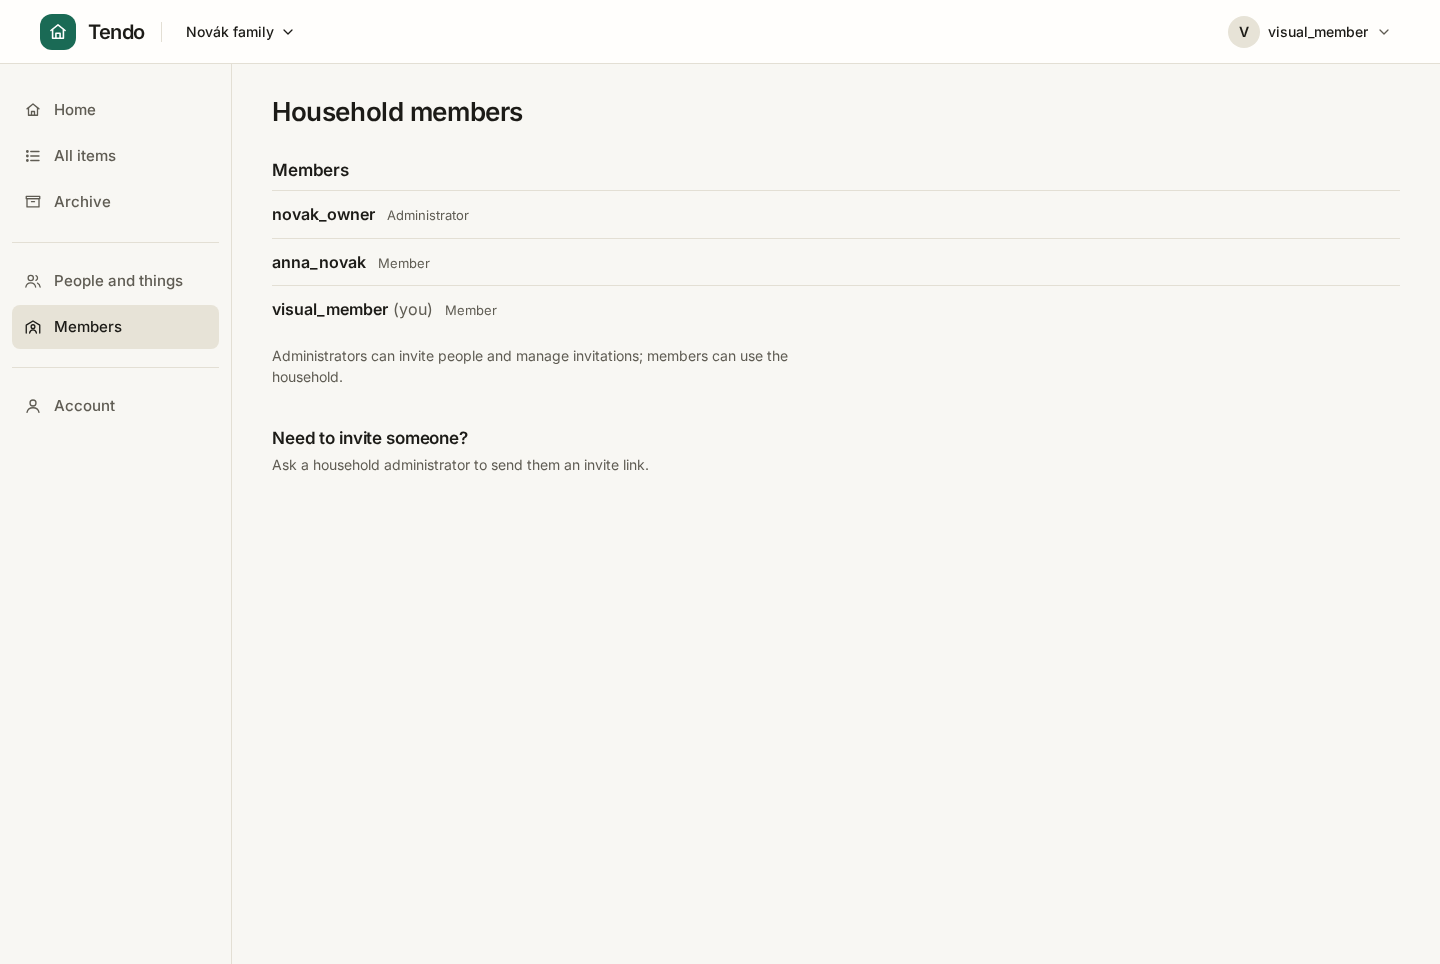 Tendo
Novák family
V
visual_member
Home
All items
Archive
People and things
Members
Account
Household members
Members
novak_owner Administrator
anna_novak Member
visual_member (you) Member
Administrators can invite people and manage invitations; members can use the
household.
Need to invite someone?
Ask a household administrator to send them an invite link.